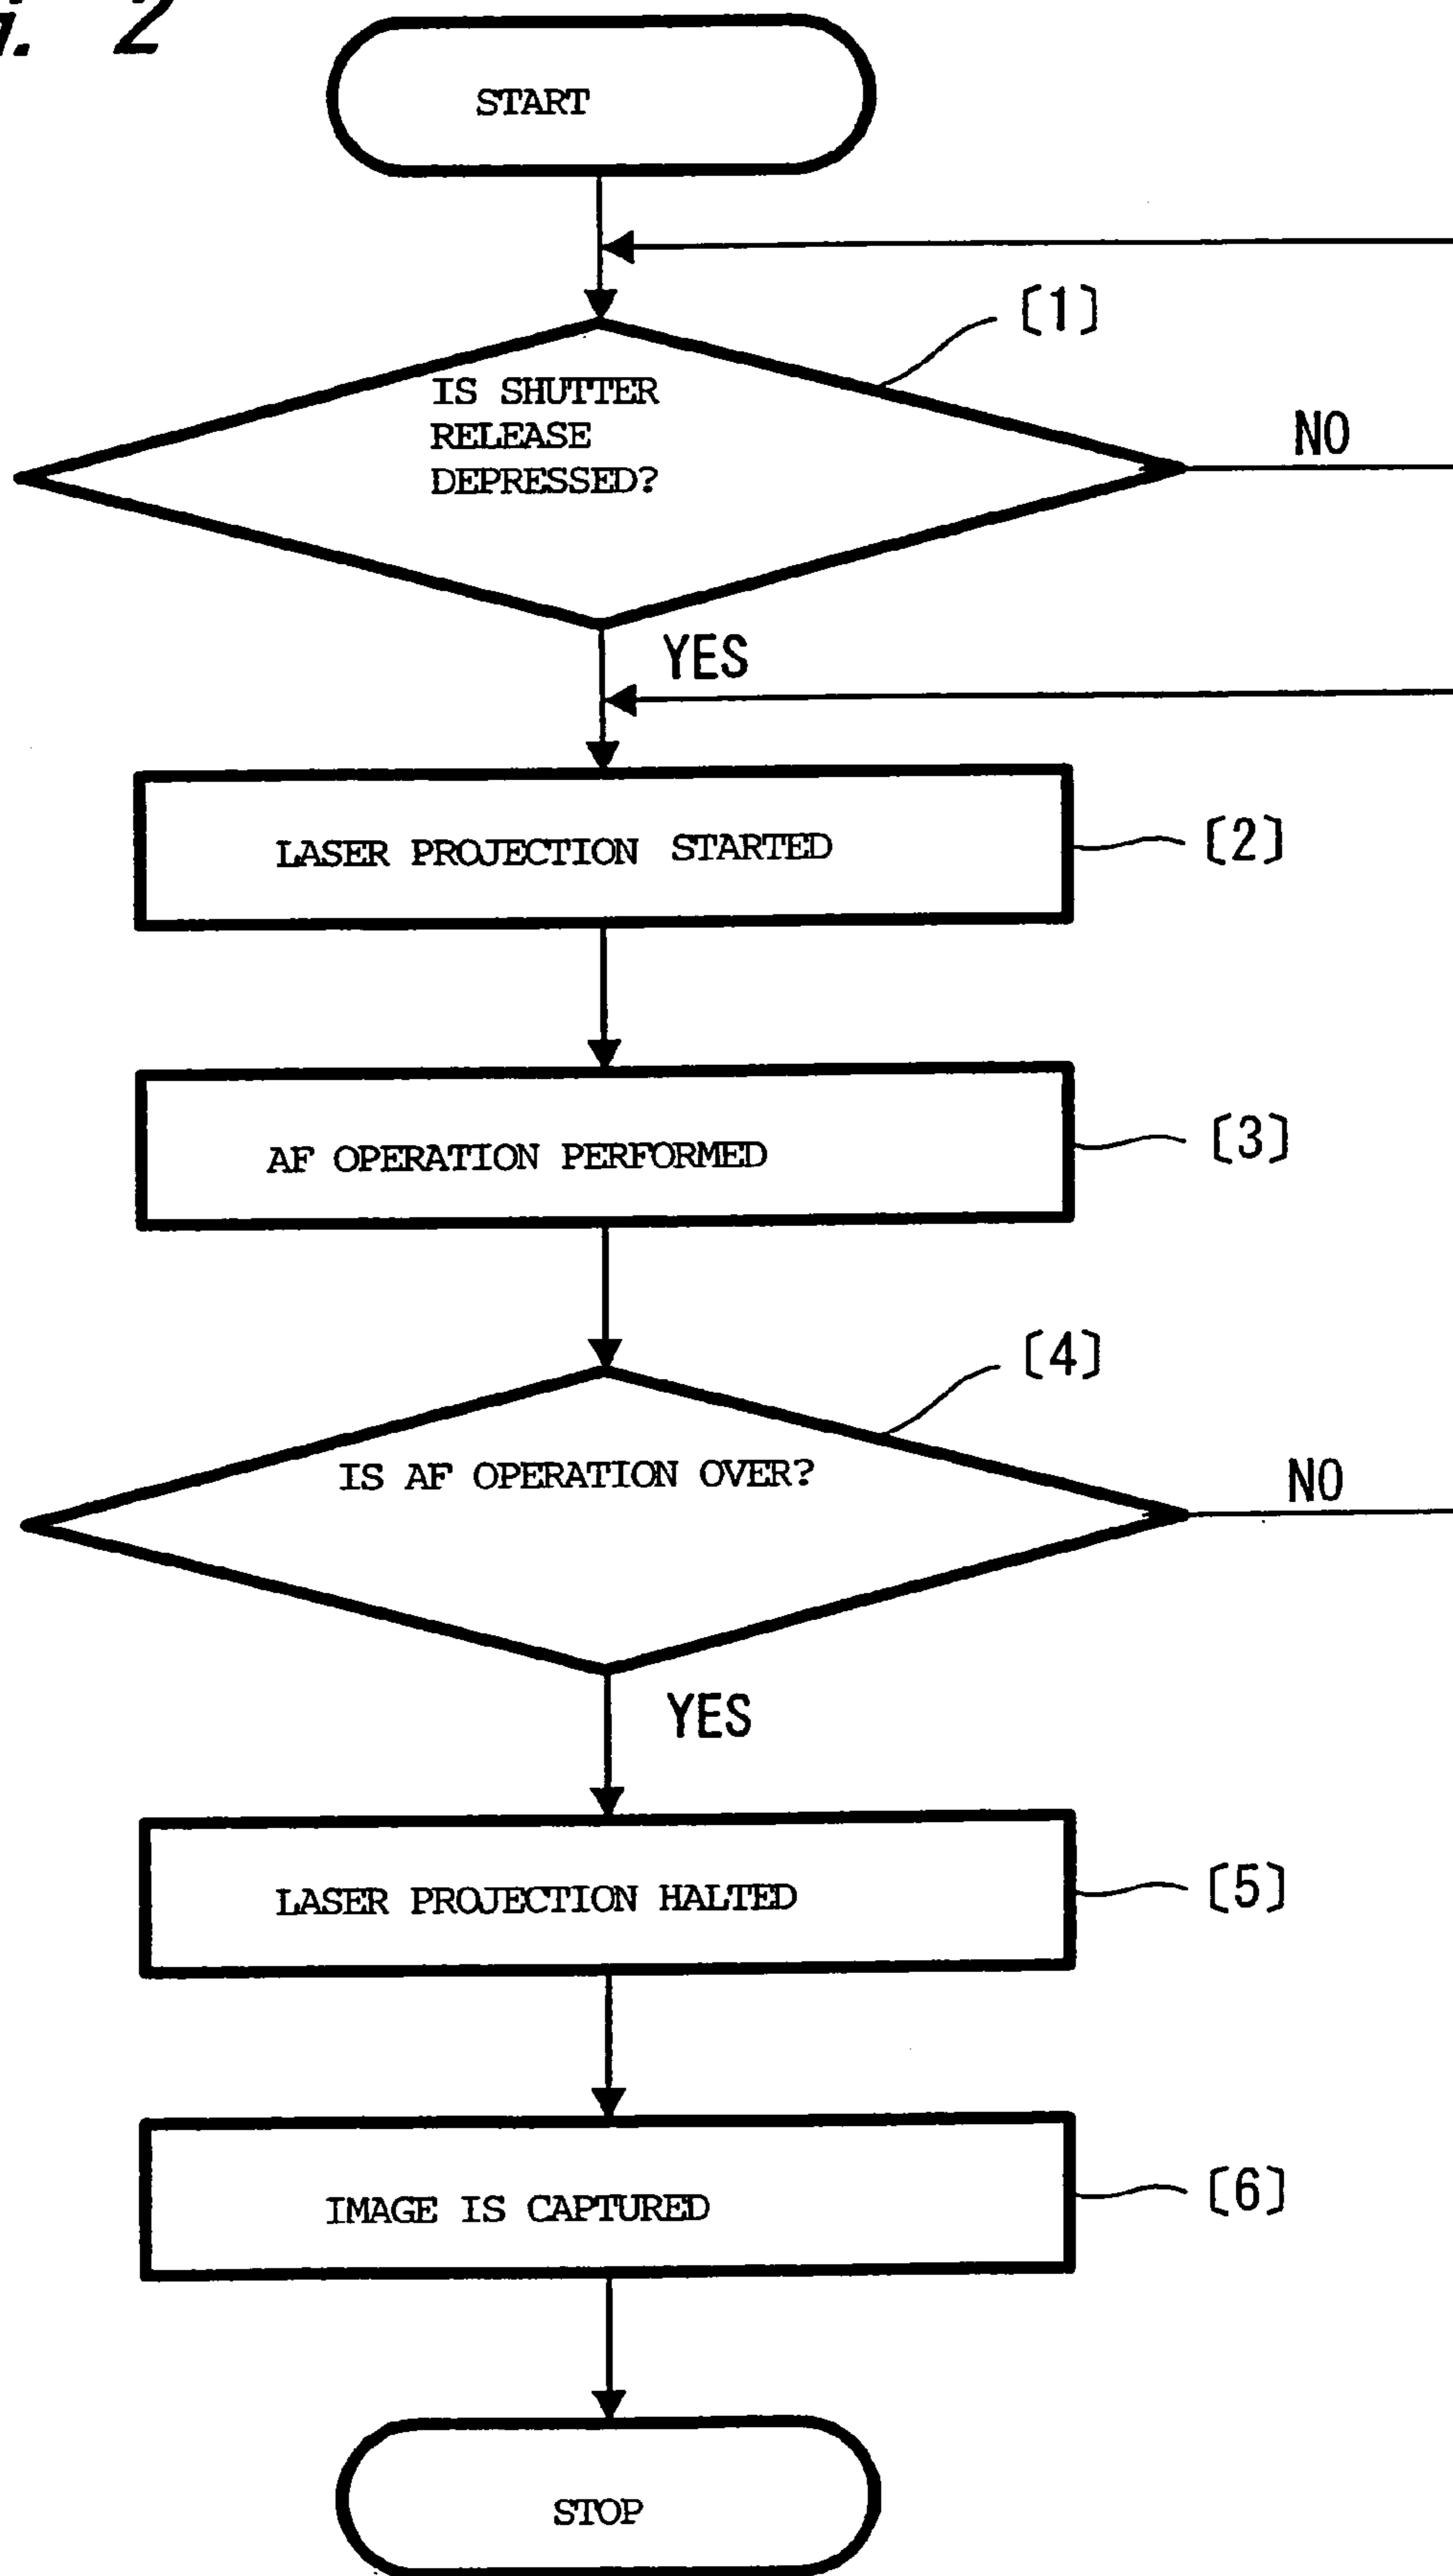 2
START
[1]
IS SHUTTER
RELEASE
DEPRESSED?
NO
YES
LASER PROJECTION STARTED
[2]
AF OPERATION PERFORMED
[3]
[4]
IS AF OPERATION OVER?
NO
YES
LASER PROJECTION HALTED
[5]
IMAGE IS CAPTURED
[6]
STOP